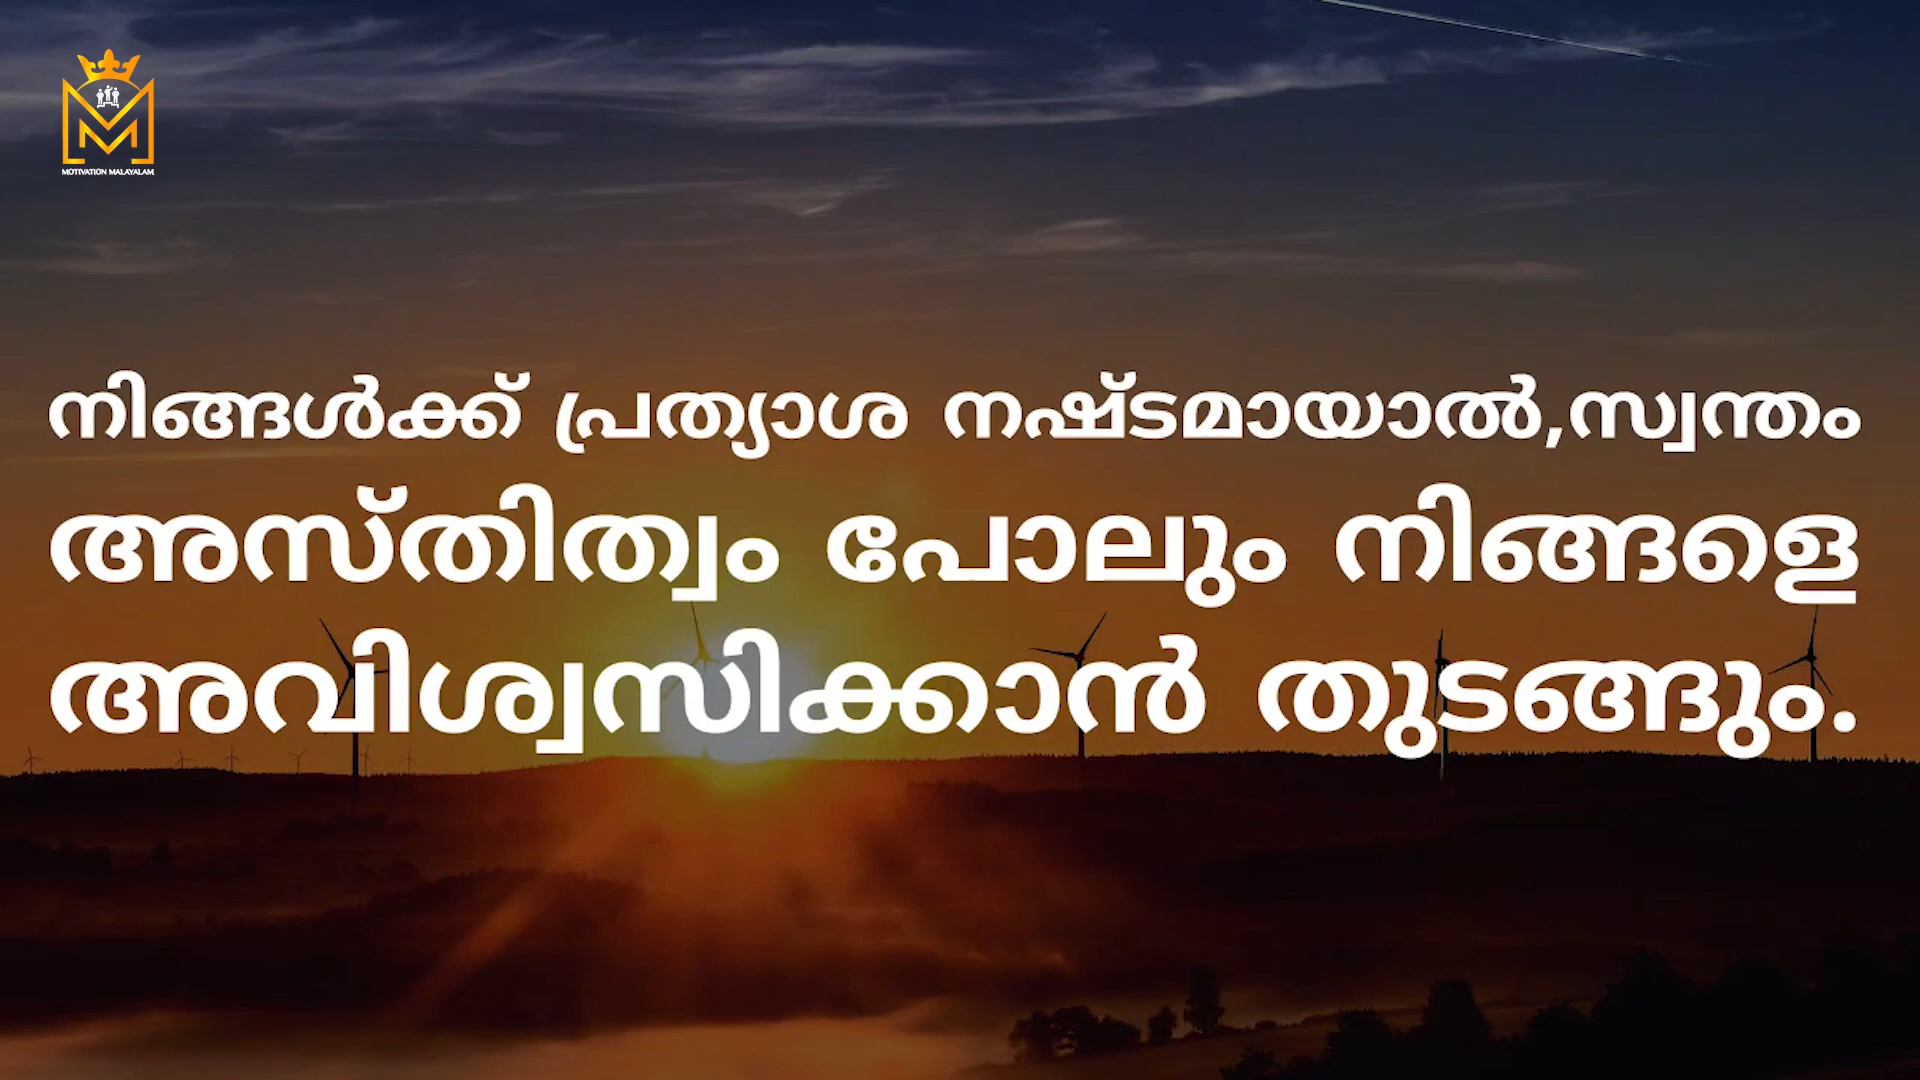 MOTIVATION MALAYALAM
നിങ്ങൾക്ക് പ്രത്യാശ നഷ്ടമായാൽ,സ്വന്തം
അസ്തിത്വം പോലും നിങ്ങളെ
അവിശ്വസിക്കാൻ തുടങ്ങും.